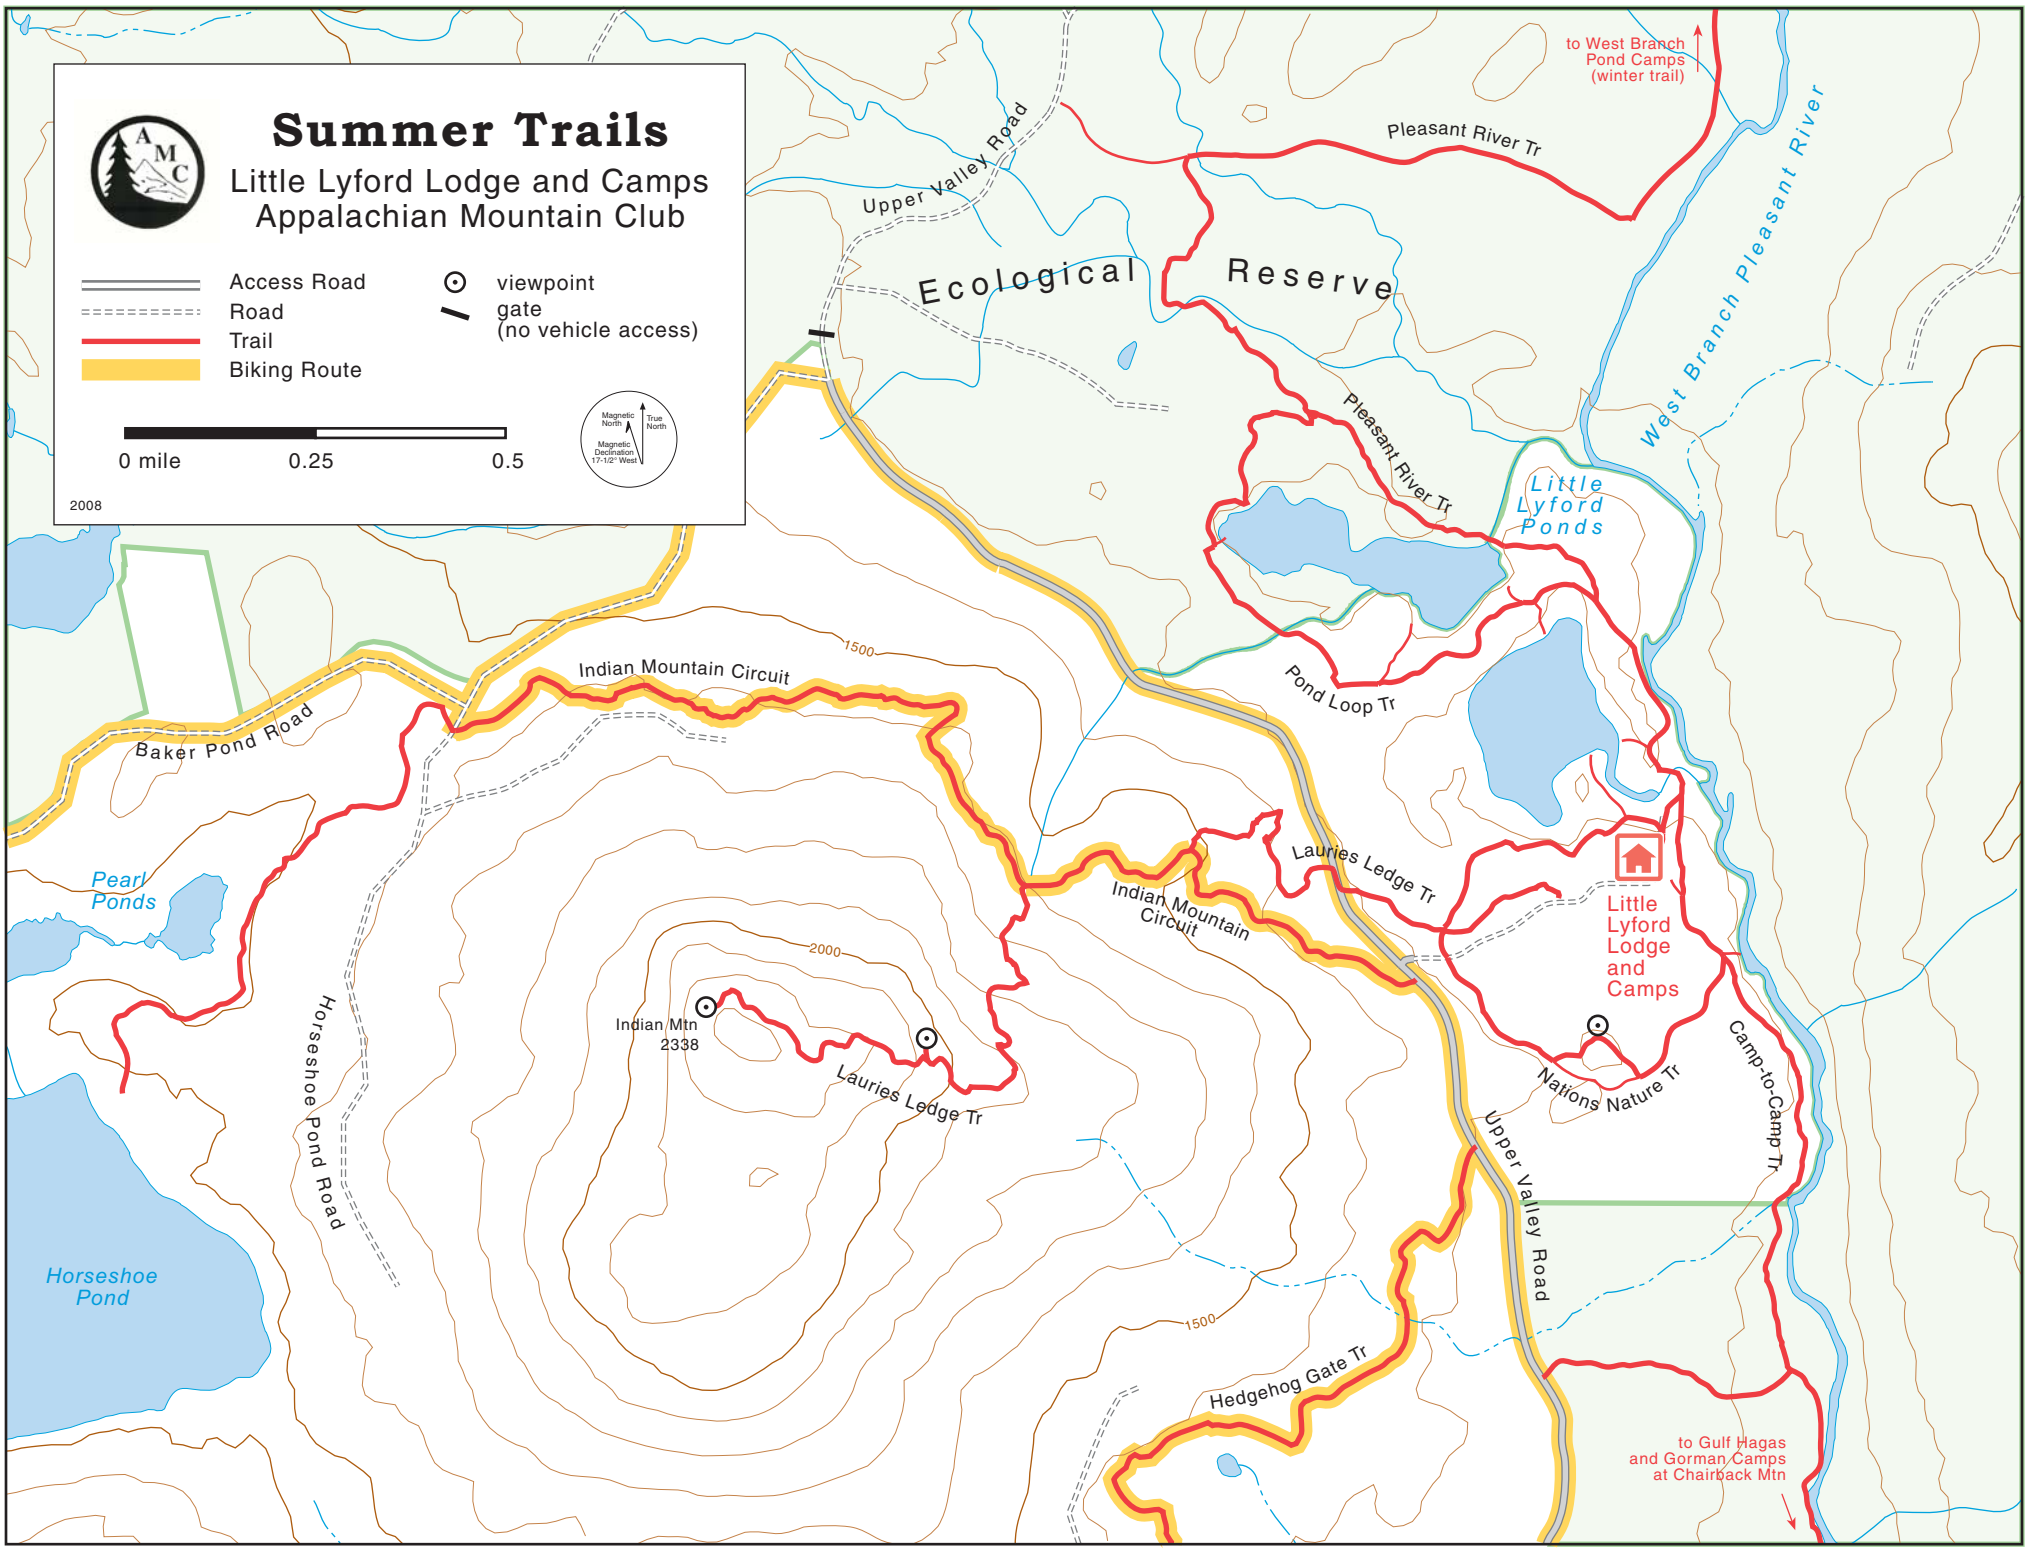 A
M
C
Summer Trails
Little Lyford Lodge and Camps
Appalachian Mountain Club
Access Road
Road
Trail
Biking Route
viewpoint
gate
(no vehicle access)
0 mile
0.25
0.5
Magnetic
North
True
North
Magnetic
Declination
17-1/2° West
2008
to West Branch
Pond Camps
(winter trail)
Pleasant River Tr
West Branch Pleasant River
Upper Valley Road
Ecological Reserve
Pleasant River Tr
Little
Lyford
Ponds
1500
Indian Mountain Circuit
Pond Loop Tr
Baker Pond Road
Lauries Ledge Tr
Pearl
Ponds
Indian Mountain
Circuit
Little
Lyford
Lodge
and
Camps
2000
Indian Mtn
2338
Horseshoe Pond Road
Lauries Ledge Tr
Nations Nature Tr
Camp-to-Camp Tr
Upper Valley Road
Horseshoe
Pond
1500
Hedgehog Gate Tr
to Gulf Hagas
and Gorman Camps
at Chairback Mtn